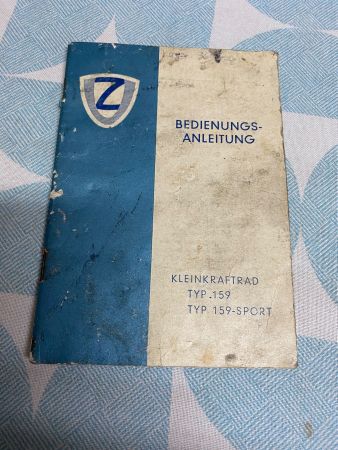 Z
BEDIENUNGS-
ANLEITUNG
KLEINKRAFTRAD
TYP 159
TYP 159-SPORT